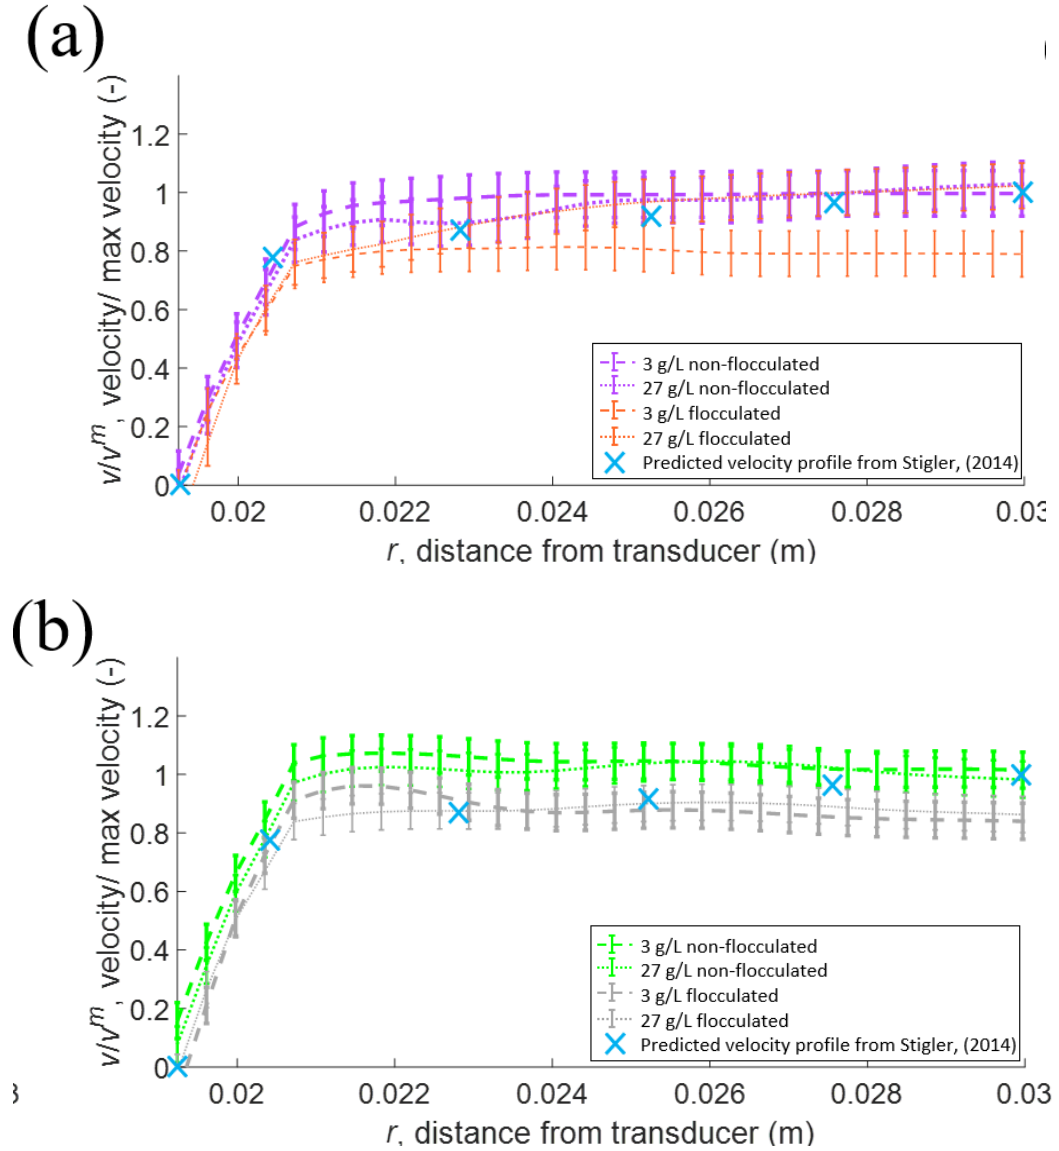 (a)
v/v^m, velocity/ max velocity (-)
1.2
1
0.8
0.6
0.4
0.2
0
0.02 0.022 0.024 0.026 0.028 0.03
r, distance from transducer (m)
3 g/L non-flocculated
27 g/L non-flocculated
3 g/L flocculated
27 g/L flocculated
Predicted velocity profile from Stigler, (2014)
(b)
v/v^m, velocity/ max velocity (-)
1.2
1
0.8
0.6
0.4
0.2
0
0.02 0.022 0.024 0.026 0.028 0.03
r, distance from transducer (m)
3 g/L non-flocculated
27 g/L non-flocculated
3 g/L flocculated
27 g/L flocculated
Predicted velocity profile from Stigler, (2014)